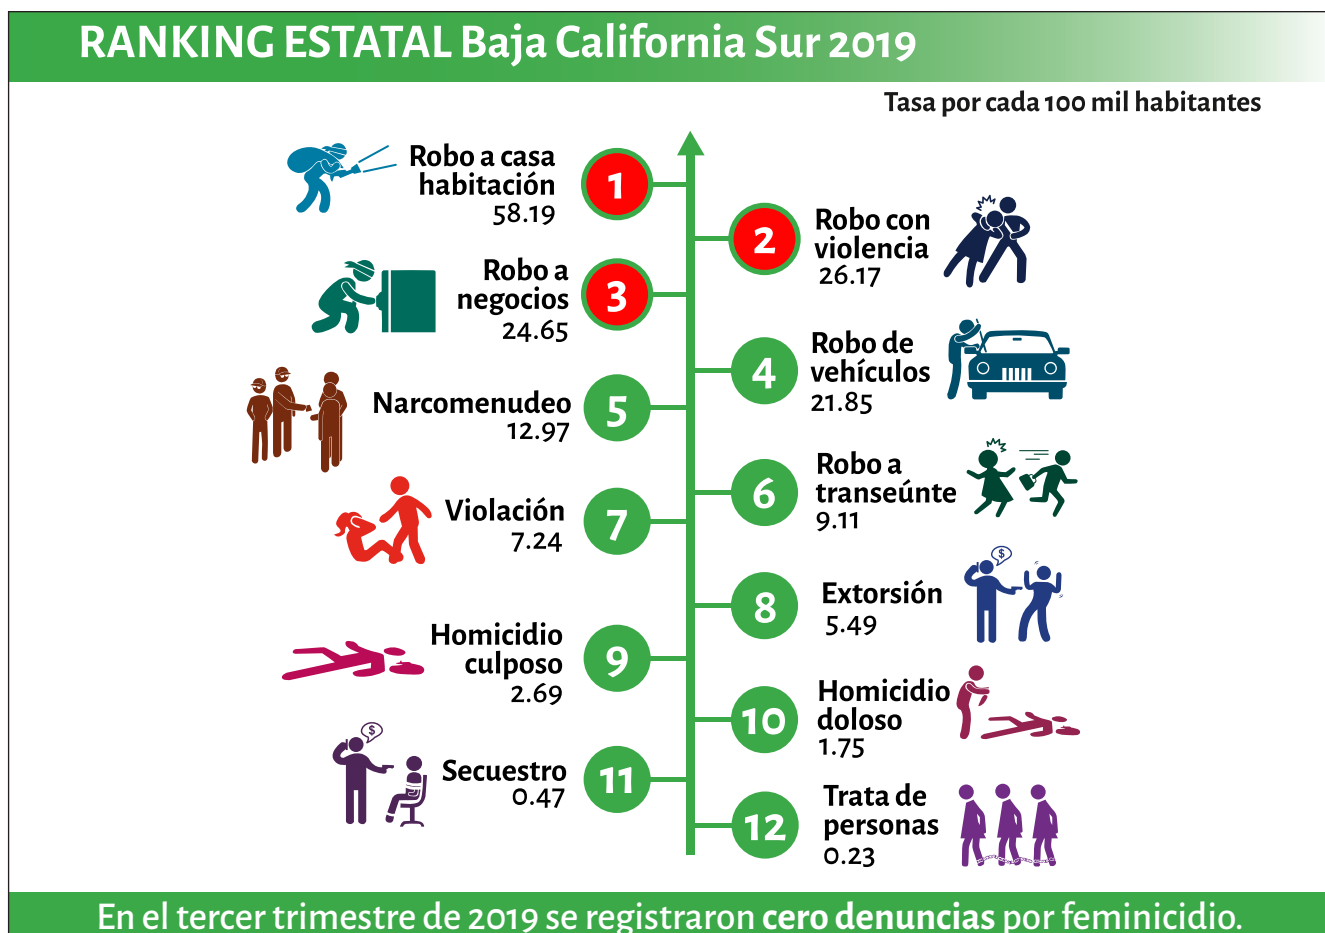 RANKING ESTATAL Baja California Sur 2019
Tasa por cada 100 mil habitantes
Robo a casa
habitación
58.19
1
2
Robo con
violencia
26.17
Robo a
negocios
24.65
3
4
Robo de
vehículos
21.85
Narcomenudeo
12.97
5
6
Robo a
transeúnte
9.11
Violación
7.24
7
$
8
Extorsión
5.49
Homicidio
culposo
2.69
9
10
Homicidio
doloso
1.75
$
Secuestro
0.47
11
12
Trata de
personas
0.23
En el tercer trimestre de 2019 se registraron cero denuncias por feminicidio.